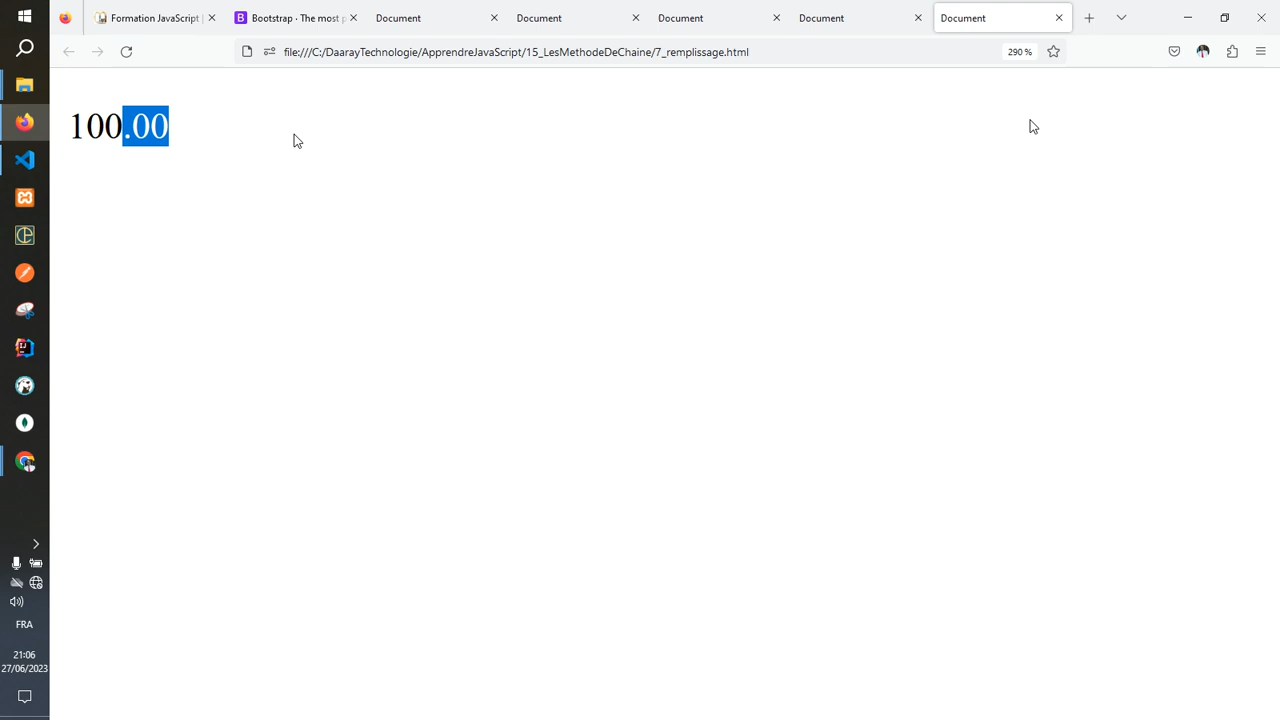 Formation JavaScript |
Bootstrap · The most p
Document
Document
Document
Document
Document
file:///C:/DaarayTechnologie/ApprendreJavaScript/15_LesMethodeDeChaine/7_remplissage.html
290 %
100.00
FRA
21:06
27/06/2023